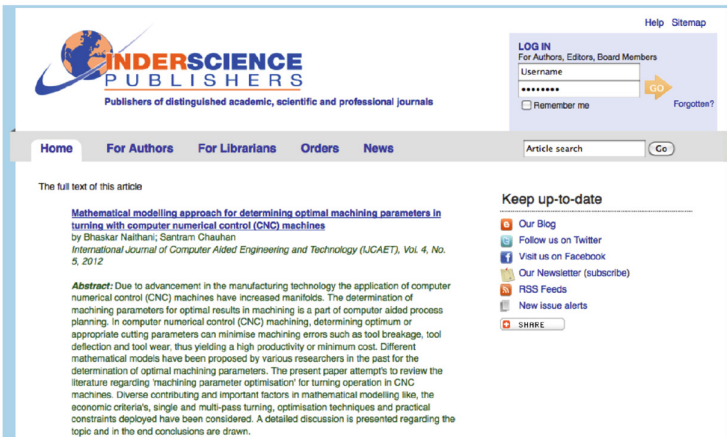 Help Sitemap
INDERSCIENCE
PUBLISHERS
Publishers of distinguished academic, scientific and professional journals
LOG IN
For Authors, Editors, Board Members
Username
••••••••
GO
Remember me
Forgotten?
Home For Authors For Librarians Orders News
Article search Go
The full text of this article
Mathematical modelling approach for determining optimal machining parameters in
turning with computer numerical control (CNC) machines
by Bhaskar Naithani; Santram Chauhan
International Journal of Computer Aided Engineering and Technology (IJCAET), Vol. 4, No.
5, 2012
Abstract: Due to advancement in the manufacturing technology the application of computer
numerical control (CNC) machines have increased manifolds. The determination of
machining parameters for optimal results in machining is a part of computer aided process
planning. In computer numerical control (CNC) machining, determining optimum or
appropriate cutting parameters can minimise machining errors such as tool breakage, tool
deflection and tool wear, thus yielding a high productivity or minimum cost. Different
mathematical models have been proposed by various researchers in the past for the
determination of optimal machining parameters. The present paper attempt's to review the
literature regarding 'machining parameter optimisation' for turning operation in CNC
machines. Diverse contributing and important factors in mathematical modelling like, the
economic criteria's, single and multi-pass turning, optimisation techniques and practical
constraints deployed have been considered. A detailed discussion is presented regarding the
topic and in the end conclusions are drawn.
Keep up-to-date
Our Blog
Follow us on Twitter
Visit us on Facebook
Our Newsletter (subscribe)
RSS Feeds
New issue alerts
SHARE